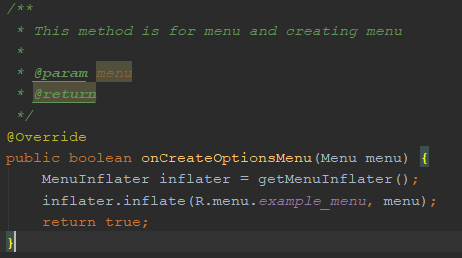 /**
 * This method is for menu and creating menu
 *
 * @param menu
 * @return
 */
@Override
public boolean onCreateOptionsMenu(Menu menu) {
    MenuInflater inflater = getMenuInflater();
    inflater.inflate(R.menu.example_menu, menu);
    return true;
}